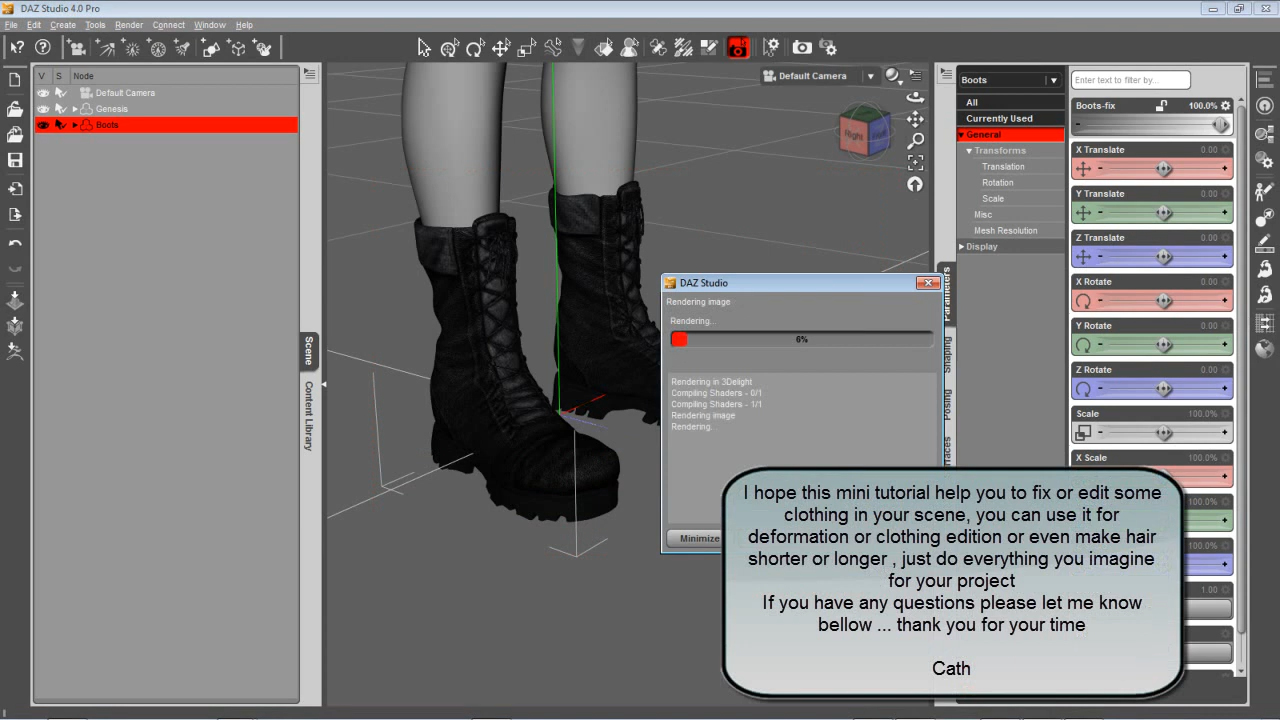 DAZ Studio 4.0 Pro
File Edit Create Tools Render Connect Window Help
V S Node
Default Camera
Genesis
Boots
Scene
Content Library
Default Camera
Right
DAZ Studio
Rendering image
Rendering...
6%
Rendering in 3Delight
Compiling Shaders - 0/1
Compiling Shaders - 1/1
Rendering image
Rendering.
Minimize
Parameters
Shaping
Posing
Boots
All
Currently Used
General
Transforms
Translation
Rotation
Scale
Misc
Mesh Resolution
Display
Enter text to filter by...
Boots-fix 100.0%
X Translate 0.00
Y Translate 0.00
Z Translate 0.00
X Rotate 0.00
Y Rotate 0.00
Z Rotate 0.00
Scale 100.0%
X Scale 100.0%
100.0%
100.0%
1.00
I hope this mini tutorial help you to fix or edit some
clothing in your scene, you can use it for
deformation or clothing edition or even make hair
shorter or longer , just do everything you imagine
for your project
If you have any questions please let me know
bellow ... thank you for your time
Cath